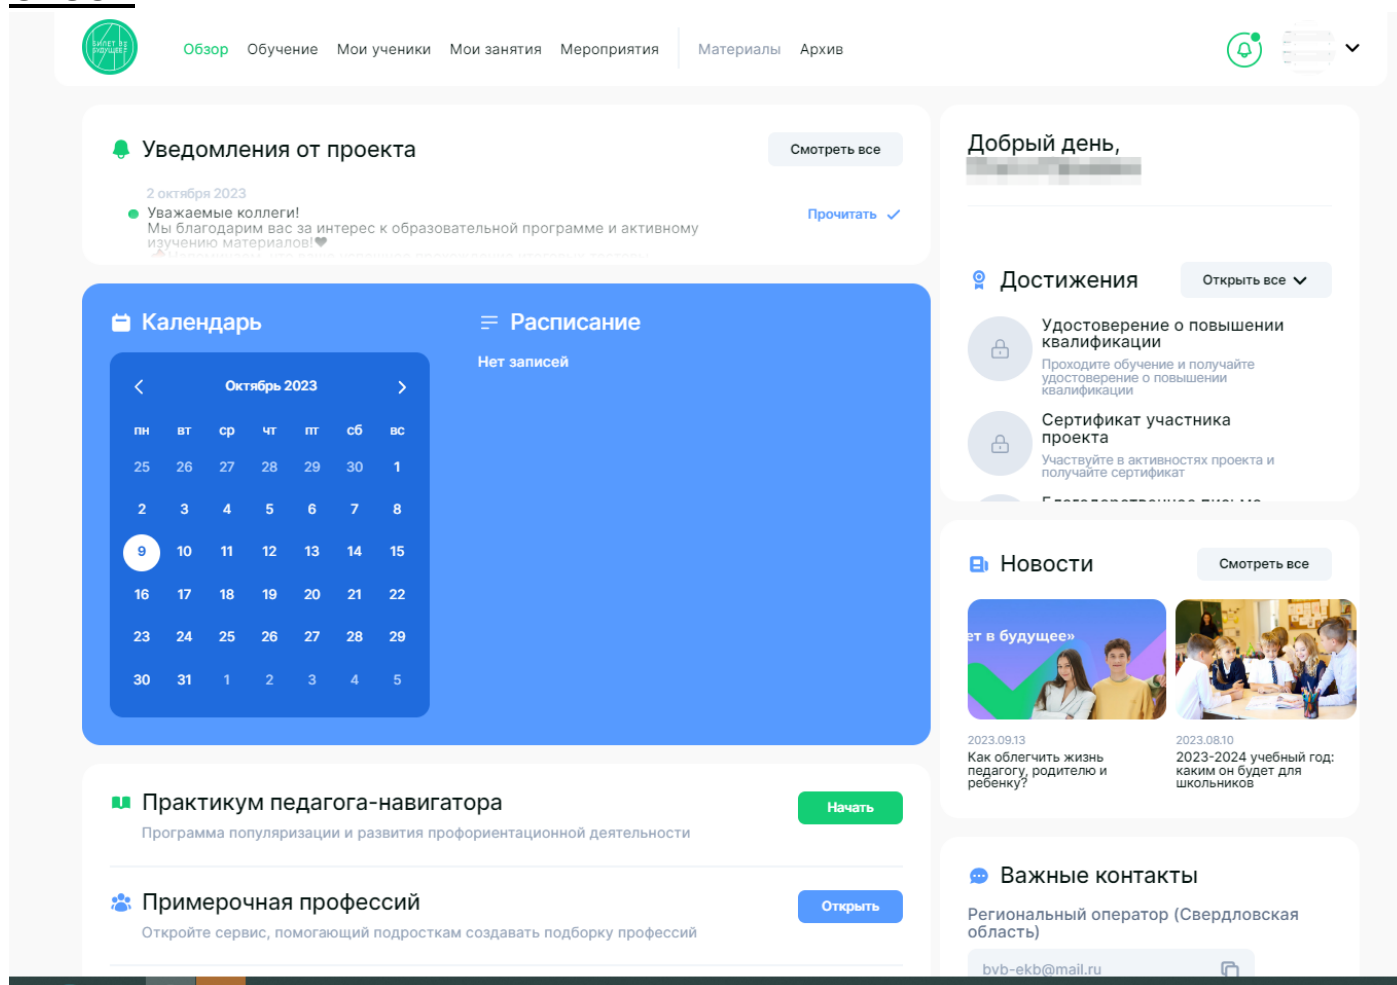 БИЛЕТ В БУДУЩЕЕ
Обзор Обучение Мои ученики Мои занятия Мероприятия Материалы Архив
Уведомления от проекта
Смотреть все
2 октября 2023
Уважаемые коллеги!
Мы благодарим вас за интерес к образовательной программе и активному
изучению материалов!🖤
Прочитать
Календарь
Октябрь 2023
пн вт ср чт пт сб вс
25 26 27 28 29 30 1
2 3 4 5 6 7 8
9 10 11 12 13 14 15
16 17 18 19 20 21 22
23 24 25 26 27 28 29
30 31 1 2 3 4 5
Расписание
Нет записей
Практикум педагога-навигатора
Программа популяризации и развития профориентационной деятельности
Начать
Примерочная профессий
Откройте сервис, помогающий подросткам создавать подборку профессий
Открыть
Добрый день,
Достижения
Открыть все
Удостоверение о повышении
квалификации
Проходите обучение и получайте
удостоверение о повышении
квалификации
Сертификат участника
проекта
Участвуйте в активностях проекта и
получайте сертификат
Благодарственное письмо
Новости
Смотреть все
ет в будущее»
2023.09.13
Как облегчить жизнь
педагогу, родителю и
ребенку?
2023.08.10
2023-2024 учебный год:
каким он будет для
школьников
Важные контакты
Региональный оператор (Свердловская
область)
bvb-ekb@mail.ru